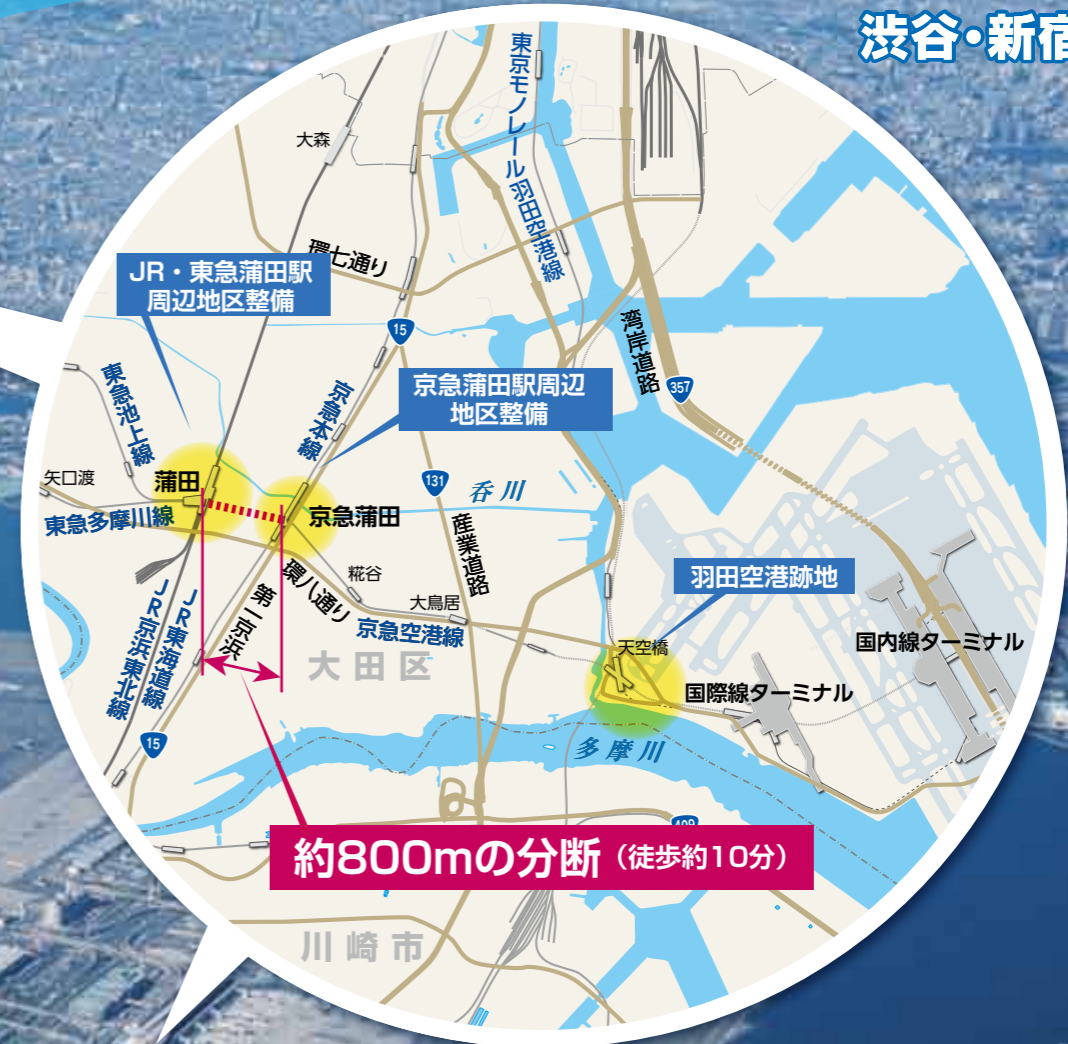 渋谷・新宿
東京モノレール羽田空港線
大森
環七通り
JR・東急蒲田駅
周辺地区整備
15
湾岸道路
357
京急蒲田駅周辺
地区整備
東急池上線
京急本線
矢口渡
蒲田
131
呑川
東急多摩川線
京急蒲田
産業道路
糀谷
環八通り
大鳥居
京急空港線
羽田空港跡地
第一京浜
JR東海道線
JR京浜東北線
大田区
天空橋
国内線ターミナル
国際線ターミナル
15
多摩川
約800mの分断（徒歩約10分）
川崎市